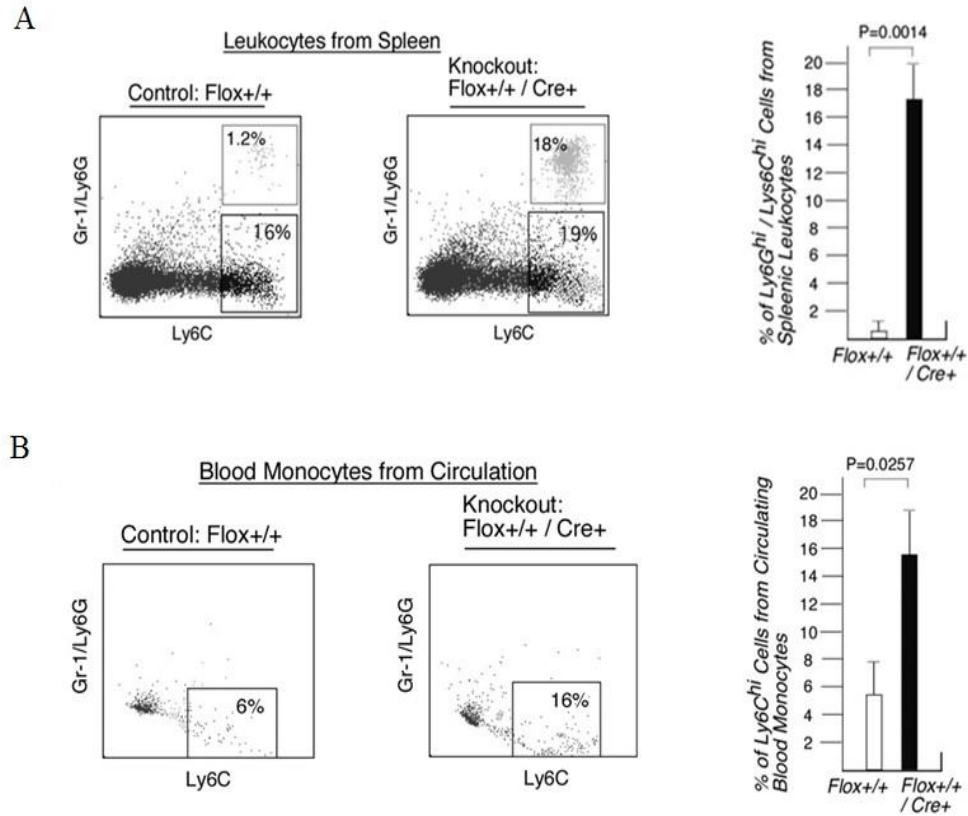 A
Leukocytes from Spleen
Control: Flox+/+
Knockout:
Flox+/+ / Cre+
Gr-1/Ly6G
1.2%
16%
Ly6C
Gr-1/Ly6G
18%
19%
Ly6C
P=0.0014
% of Ly6Ghi / Lys6Chi Cells from
Spleenic Leukocytes
20
18
16
14
12
10
8
6
4
2
Flox+/+
Flox+/+
/ Cre+
B
Blood Monocytes from Circulation
Control: Flox+/+
Knockout:
Flox+/+ / Cre+
Gr-1/Ly6G
6%
Ly6C
Gr-1/Ly6G
16%
Ly6C
P=0.0257
% of Ly6Chi Cells from Circulating
Blood Monocytes
20
18
16
14
12
10
8
6
4
2
Flox+/+
Flox+/+
/ Cre+